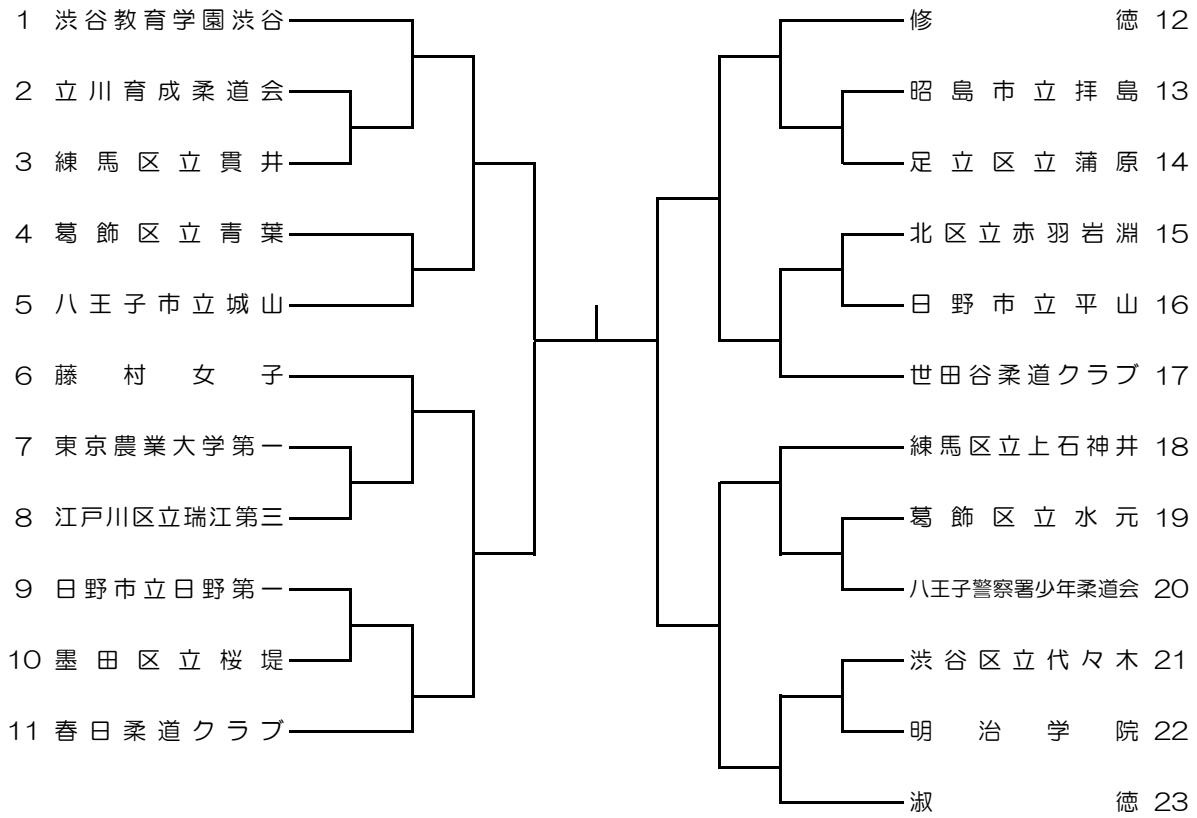 1 渋谷教育学園渋谷
2 立川育成柔道会
3 練馬区立貫井
4 葛飾区立青葉
5 八王子市立城山
6 藤村女子
7 東京農業大学第一
8 江戸川区立瑞江第三
9 日野市立日野第一
10 墨田区立桜堤
11 春日柔道クラブ
修徳 12
昭島市立拝島 13
足立区立蒲原 14
北区立赤羽岩淵 15
日野市立平山 16
世田谷柔道クラブ 17
練馬区立上石神井 18
葛飾区立水元 19
八王子警察署少年柔道会 20
渋谷区立代々木 21
明治学院 22
淑徳 23